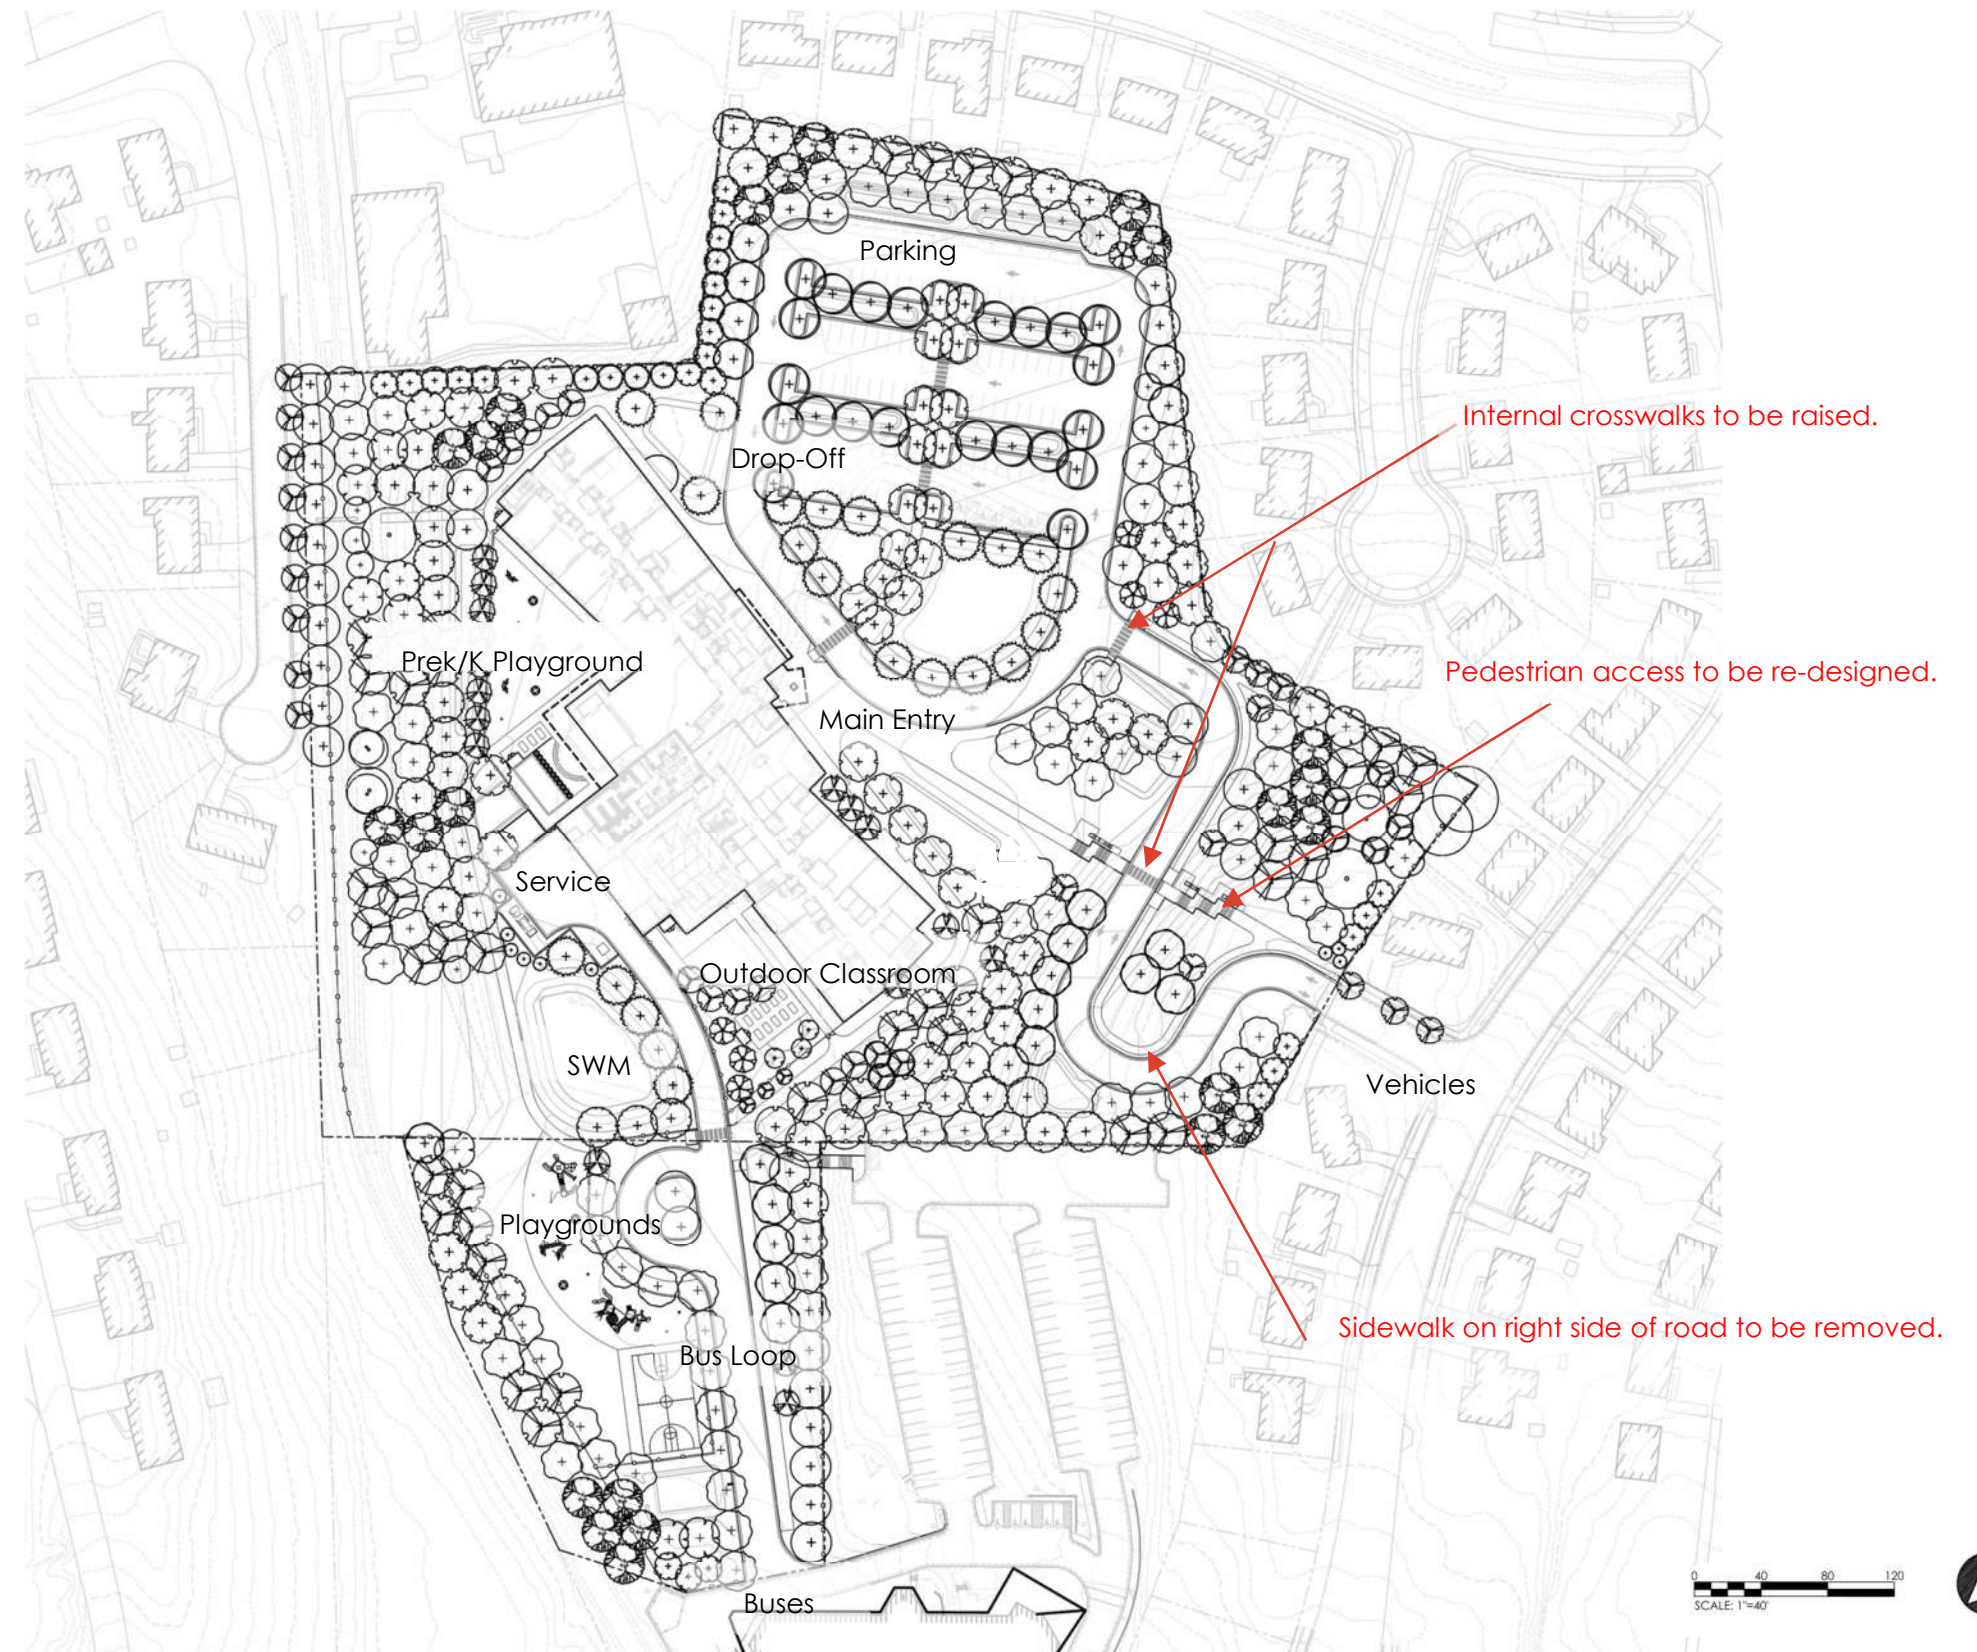 Parking
Internal crosswalks to be raised.
Drop-Off
Prek/K Playground
Pedestrian access to be re-designed.
Main Entry
Service
Outdoor Classroom
SWM
Vehicles
Playgrounds
Sidewalk on right side of road to be removed.
Bus Loop
0 40 80 120
SCALE: 1"=40'
Buses